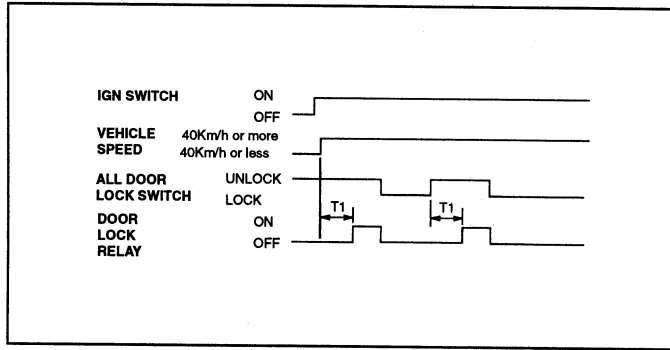 IGN SWITCH ON
OFF
VEHICLE 40Km/h or more
SPEED 40Km/h or less
ALL DOOR UNLOCK
LOCK SWITCH LOCK
T1 T1
DOOR ON
LOCK OFF
RELAY